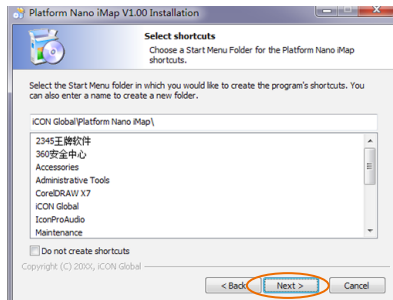 Platform Nano iMap V1.00 Installation
Select shortcuts
Choose a Start Menu Folder for the Platform Nano iMap
shortcuts.
Select the Start Menu folder in which you would like to create the program's shortcuts. You
can also enter a name to create a new folder.
iCON Global\Platform Nano iMap\
2345王牌软件
360安全中心
Accessories
Administrative Tools
CorelDRAW X7
iCON Global
IconProAudio
Maintenance
Do not create shortcuts
Copyright (C) 20XX, iCON Global
< Back Next > Cancel